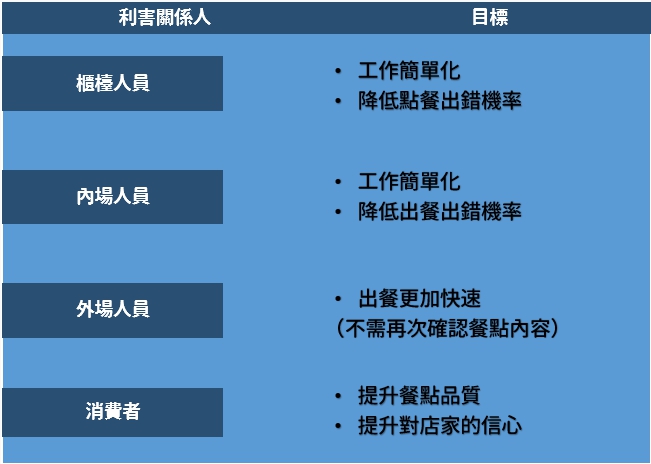 利害關係人 目標
櫃檯人員
• 工作簡單化
• 降低點餐出錯機率
內場人員
• 工作簡單化
• 降低出餐出錯機率
外場人員
• 出餐更加快速
（不需再次確認餐點內容）
消費者
• 提升餐點品質
• 提升對店家的信心